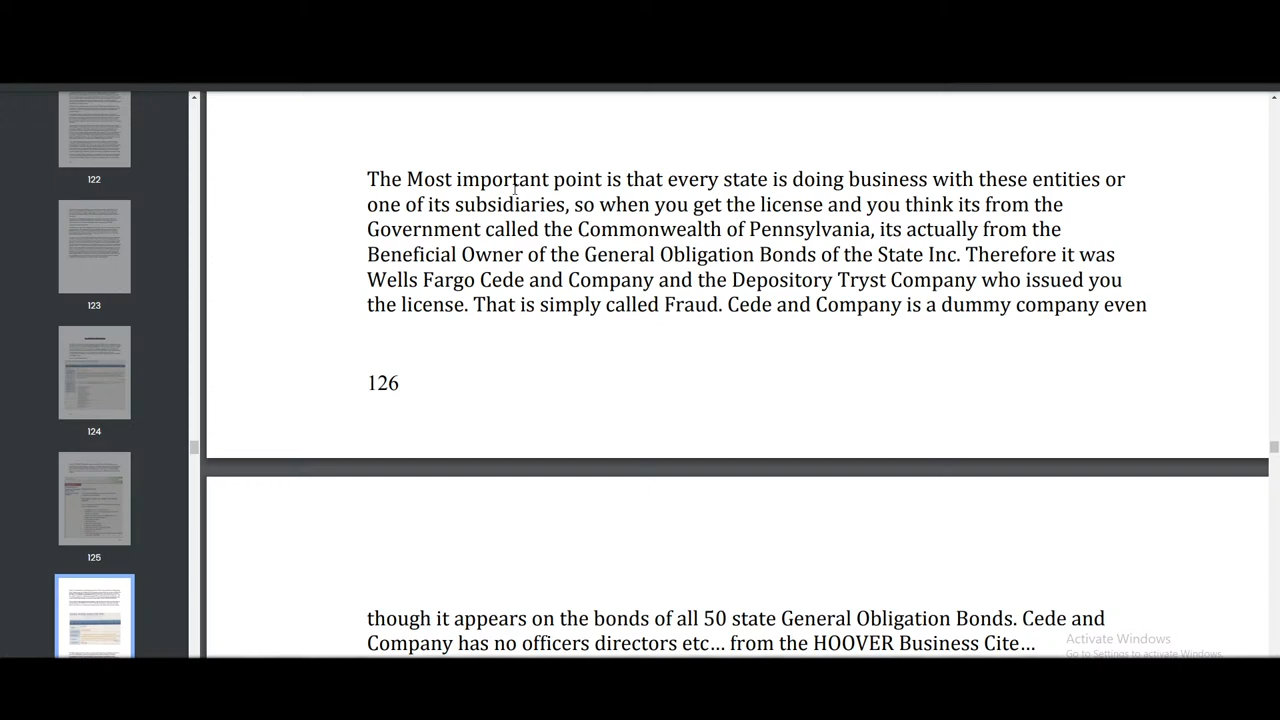 122
123
124
125
The Most important point is that every state is doing business with these entities or
one of its subsidiaries, so when you get the license and you think its from the
Government called the Commonwealth of Pennsylvania, its actually from the
Beneficial Owner of the General Obligation Bonds of the State Inc. Therefore it was
Wells Fargo Cede and Company and the Depository Tryst Company who issued you
the license. That is simply called Fraud. Cede and Company is a dummy company even
126
though it appears on the bonds of all 50 state General Obligation Bonds. Cede and
Company has no officers directors etc… from the HOOVER Business Cite…
Activate Windows
Go to Settings to activate Windows.